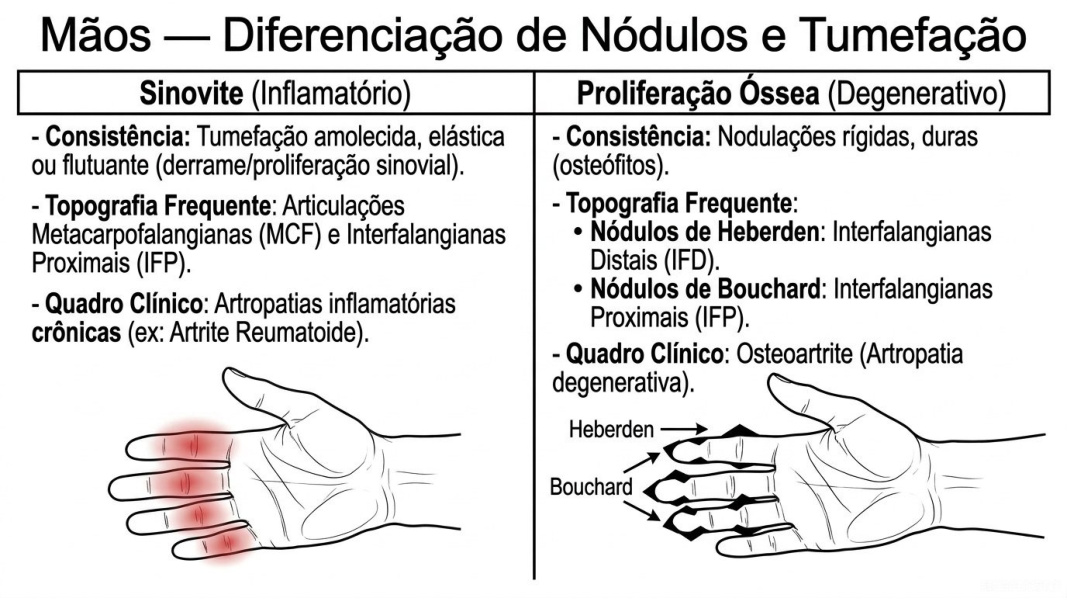 Mãos — Diferenciação de Nódulos e Tumefação
Sinovite (Inflamatório)
- Consistência: Tumefação amolecida, elástica
ou flutuante (derrame/proliferação sinovial).
- Topografia Frequente: Articulações
Metacarpofalangianas (MCF) e Interfalangianas
Proximais (IFP).
- Quadro Clínico: Artropatias inflamatórias
crônicas (ex: Artrite Reumatoide).
Proliferação Óssea (Degenerativo)
- Consistência: Nodulações rígidas, duras
(osteófitos).
- Topografia Frequente:
• Nódulos de Heberden: Interfalangianas
Distais (IFD).
• Nódulos de Bouchard: Interfalangianas
Proximais (IFP).
- Quadro Clínico: Osteoartrite (Artropatia
degenerativa).
Heberden
Bouchard